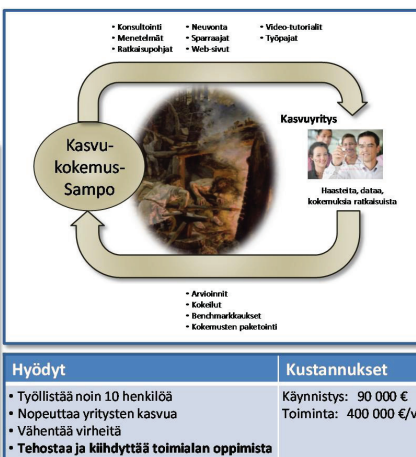 • Konsultointi • Neuvonta • Video-tutorialit
• Menetelmät • Sparraajat • Työpajat
• Ratkaisupohjat • Web-sivut
Kasvuyritys
Kasvu-
kokemus-
Sampo
Haasteita, dataa,
kokemuksia ratkaisuista
• Arvioinnit
• Kokeilut
• Benchmarkkaukset
• Kokemusten paketointi
Hyödyt Kustannukset
• Työllistää noin 10 henkilöä Käynnistys: 90 000 €
• Nopeuttaa yritysten kasvua Toiminta: 400 000 €/v
• Vähentää virheitä
• Tehostaa ja kiihdyttää toimialan oppimista